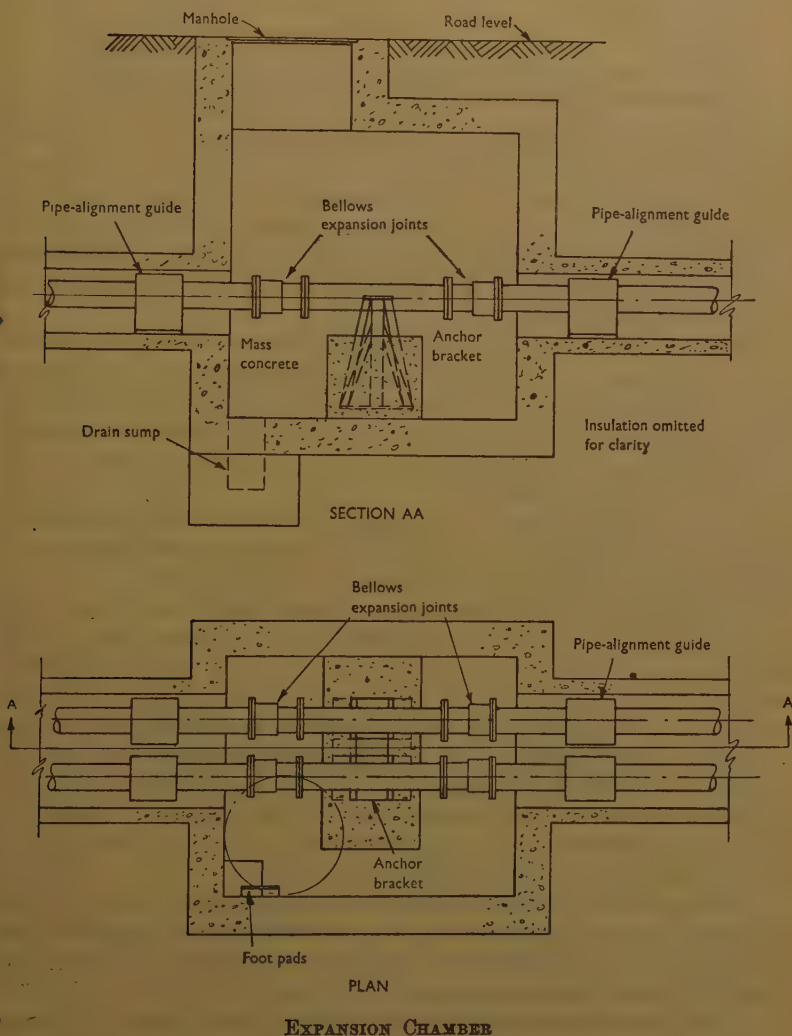 Manhole
Road level
Pipe-alignment guide
Bellows
expansion joints
Pipe-alignment guide
Mass
concrete
Anchor
bracket
Drain sump
Insulation omitted
for clarity
SECTION AA
Bellows
expansion joints
Pipe-alignment guide
A
A
Anchor
bracket
Foot pads
PLAN
EXPANSION CHAMBER